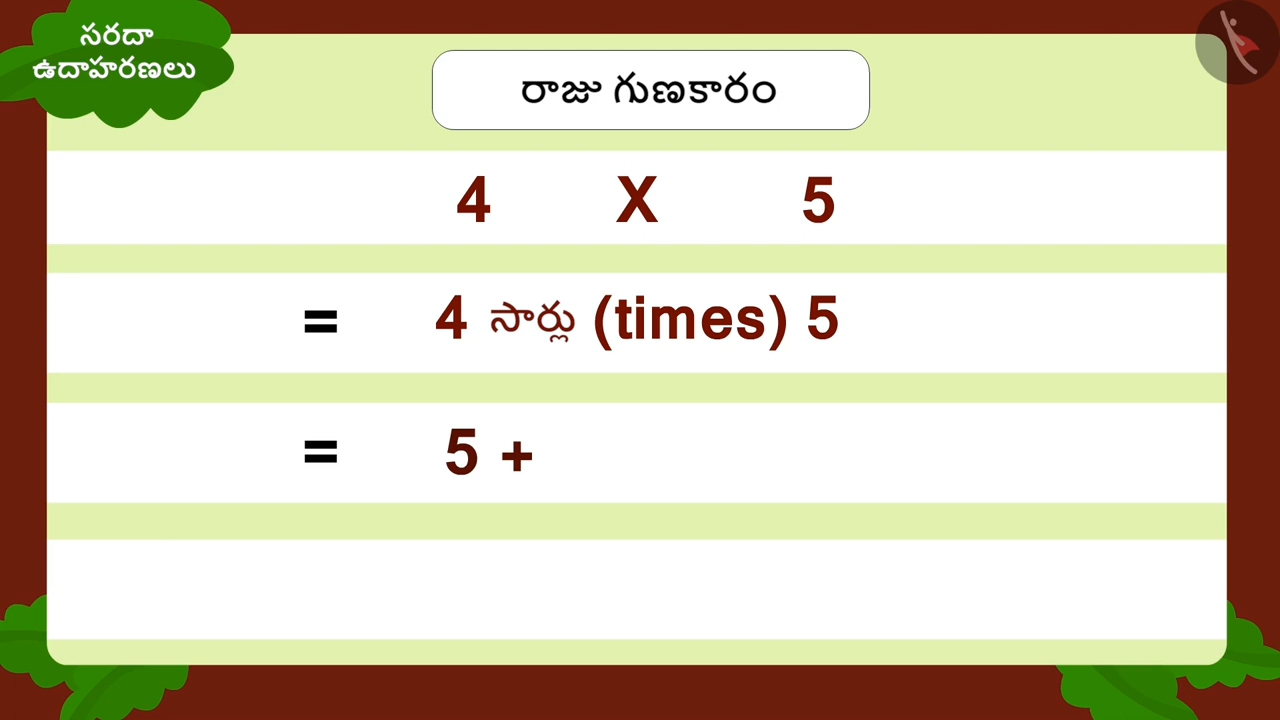 సరదా
ఉదాహరణలు
రాజు గుణకారం
4 X 5
= 4 సార్లు (times) 5
= 5 +